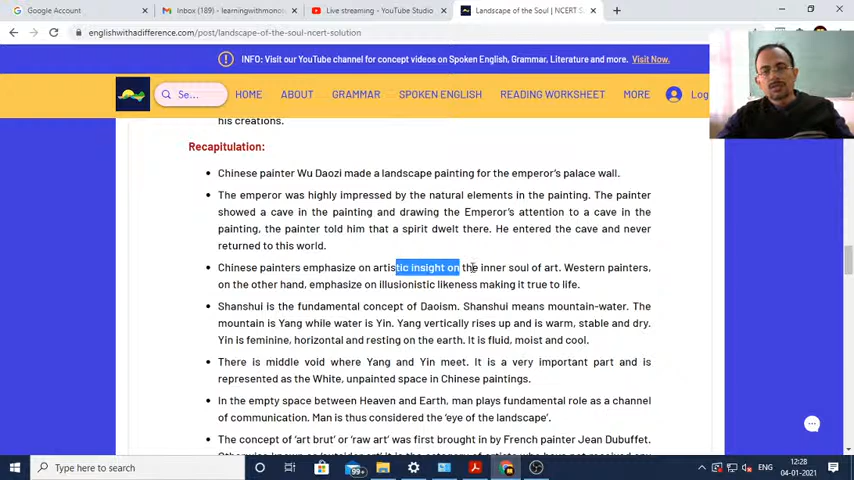 Google Account
Inbox (189) - learningwithmonos
Live streaming - YouTube Studio
Landscape of the Soul | NCERT S
englishwithadifference.com/post/landscape-of-the-soul-ncert-solution
INFO: Visit our YouTube channel for concept videos on Spoken English, Grammar, Literature and more. Visit Now.
Se... HOME ABOUT GRAMMAR SPOKEN ENGLISH READING WORKSHEET MORE Log
his creations.
Recapitulation:
Chinese painter Wu Daozi made a landscape painting for the emperor's palace wall.
The emperor was highly impressed by the natural elements in the painting. The painter
showed a cave in the painting and drawing the Emperor's attention to a cave in the
painting, the painter told him that a spirit dwelt there. He entered the cave and never
returned to this world.
Chinese painters emphasize on artistic insight on the inner soul of art. Western painters,
on the other hand, emphasize on illusionistic likeness making it true to life.
Shanshui is the fundamental concept of Daoism. Shanshui means mountain-water. The
mountain is Yang while water is Yin. Yang vertically rises up and is warm, stable and dry.
Yin is feminine, horizontal and resting on the earth. It is fluid, moist and cool.
There is middle void where Yang and Yin meet. It is a very important part and is
represented as the White, unpainted space in Chinese paintings.
In the empty space between Heaven and Earth, man plays fundamental role as a channel
of communication. Man is thus considered the 'eye of the landscape'.
The concept of 'art brut' or 'raw art' was first brought in by French painter Jean Dubuffet.
Type here to search
99+
ENG
12:28
04-01-2021